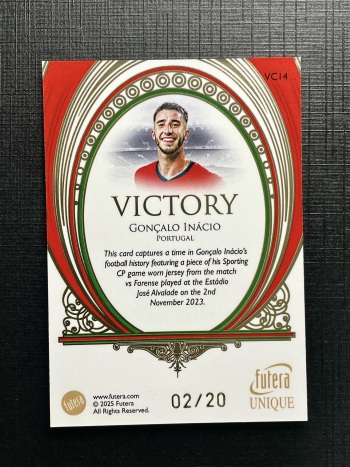 VC14
VICTORY
GONÇALO INÁCIO
PORTUGAL
This card captures a time in Gonçalo Inácio's
football history featuring a piece of his Sporting
CP game worn jersey from the match
vs Farense played at the Estádio
José Alvalade on the 2nd
November 2023.
futera
www.futera.com
© 2025 Futera
All Rights Reserved.
02/20
futera
UNIQUE